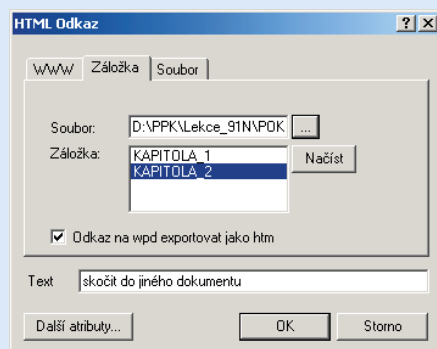 HTML Odkaz
WWW Záložka Soubor
Soubor: D:\PPK\Lekce_91N\POK ...
Záložka: KAPITOLA_1 Načíst
KAPITOLA_2
Odkaz na wpd exportovat jako htm
Text skočit do jiného dokumentu
Další atributy... OK Storno